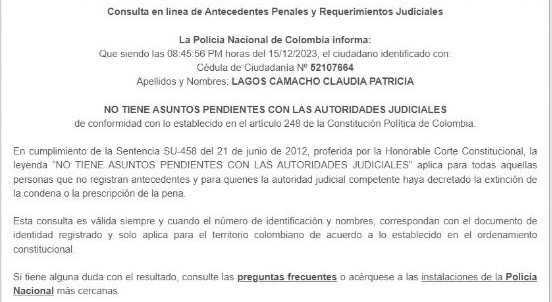 Consulta en linea de Antecedentes Penales y Requerimientos Judiciales
La Policía Nacional de Colombia informa:
Que siendo las 08:45:56 PM horas del 15/12/2023, el ciudadano identificado con:
Cédula de Ciudadanía Nº 52107664
Apellidos y Nombres: LAGOS CAMACHO CLAUDIA PATRICIA
NO TIENE ASUNTOS PENDIENTES CON LAS AUTORIDADES JUDICIALES
de conformidad con lo establecido en el artículo 248 de la Constitución Política de Colombia.
En cumplimiento de la Sentencia SU-458 del 21 de junio de 2012, proferida por la Honorable Corte Constitucional, la
leyenda "NO TIENE ASUNTOS PENDIENTES CON LAS AUTORIDADES JUDICIALES" aplica para todas aquellas
personas que no registran antecedentes y para quienes la autoridad judicial competente haya decretado la extinción de
la condena o la prescripción de la pena.
Esta consulta es válida siempre y cuando el número de identificación y nombres, correspondan con el documento de
identidad registrado y solo aplica para el territorio colombiano de acuerdo a lo establecido en el ordenamiento
constitucional.
Si tiene alguna duda con el resultado, consulte las preguntas frecuentes o acérquese a las instalaciones de la Policía
Nacional más cercanas.